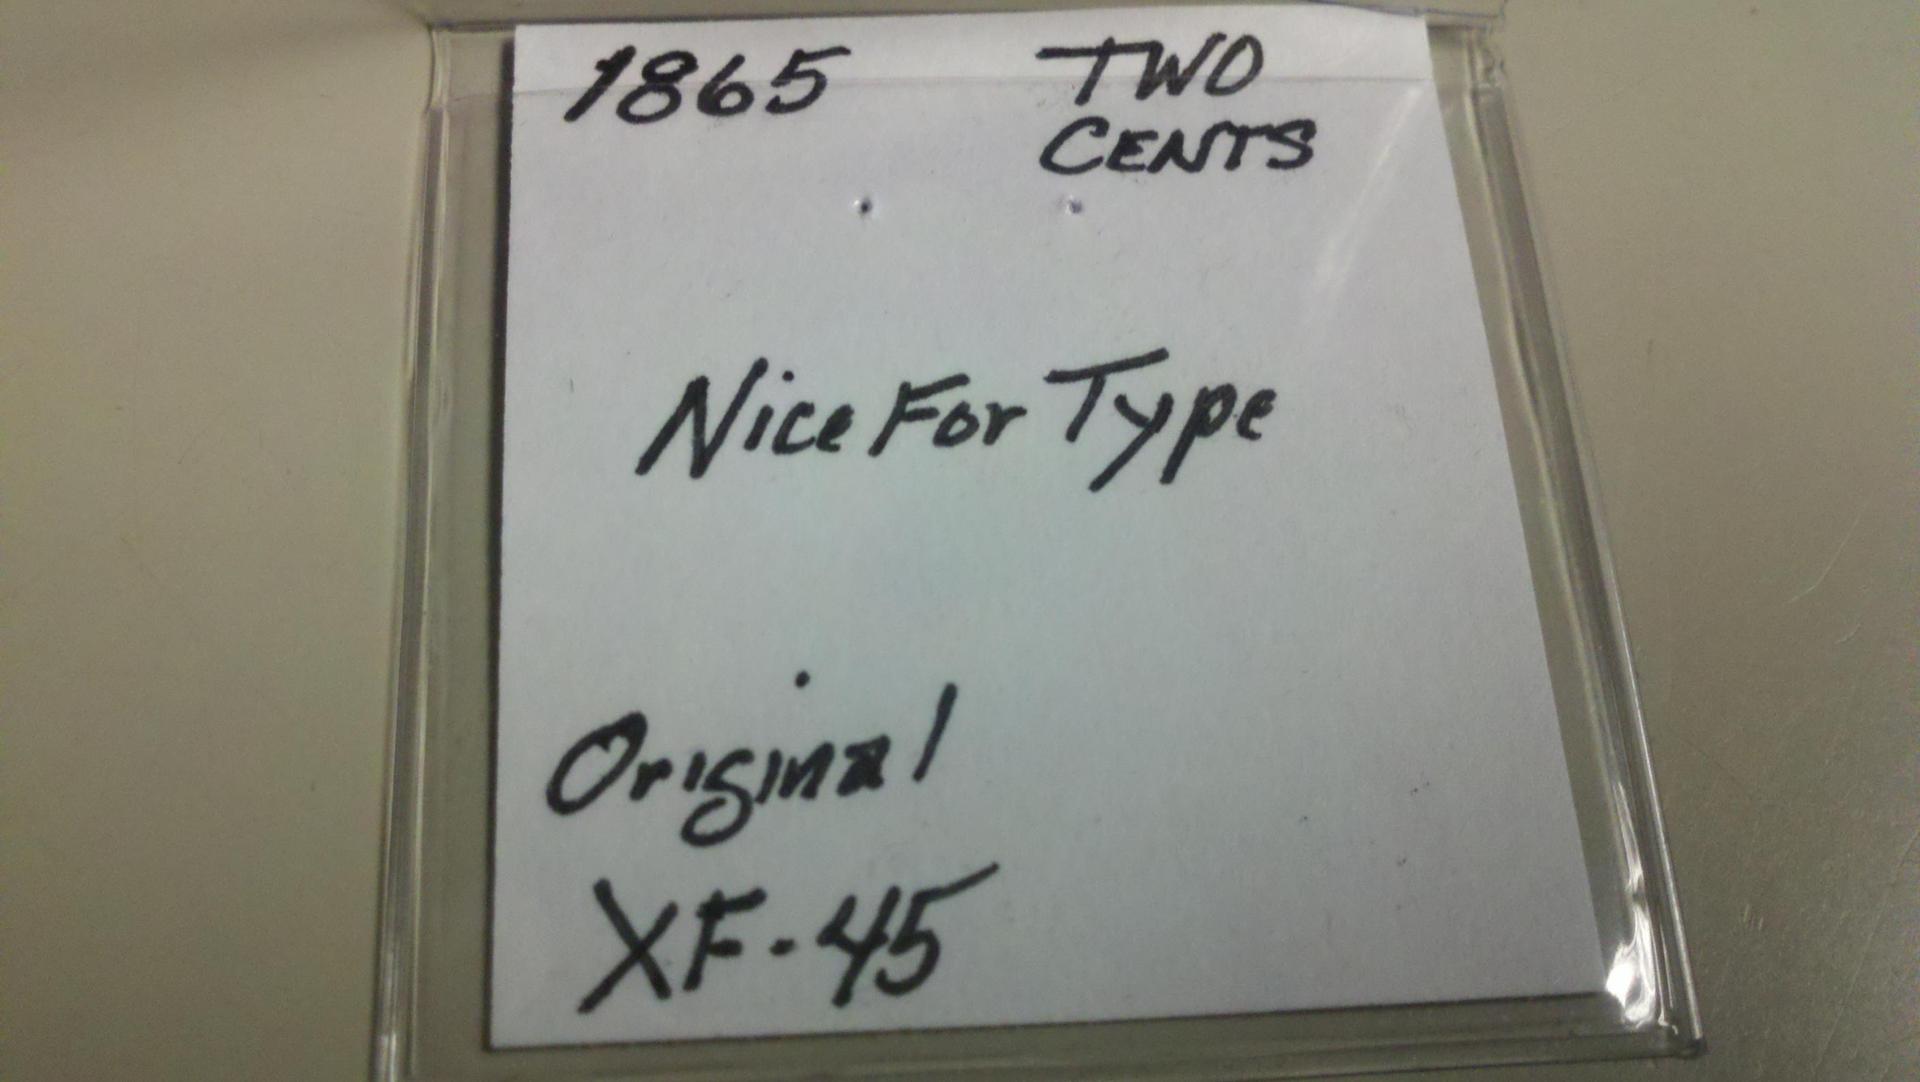 1865 TWO
CENTS
Nice For Type
Original
XF-45